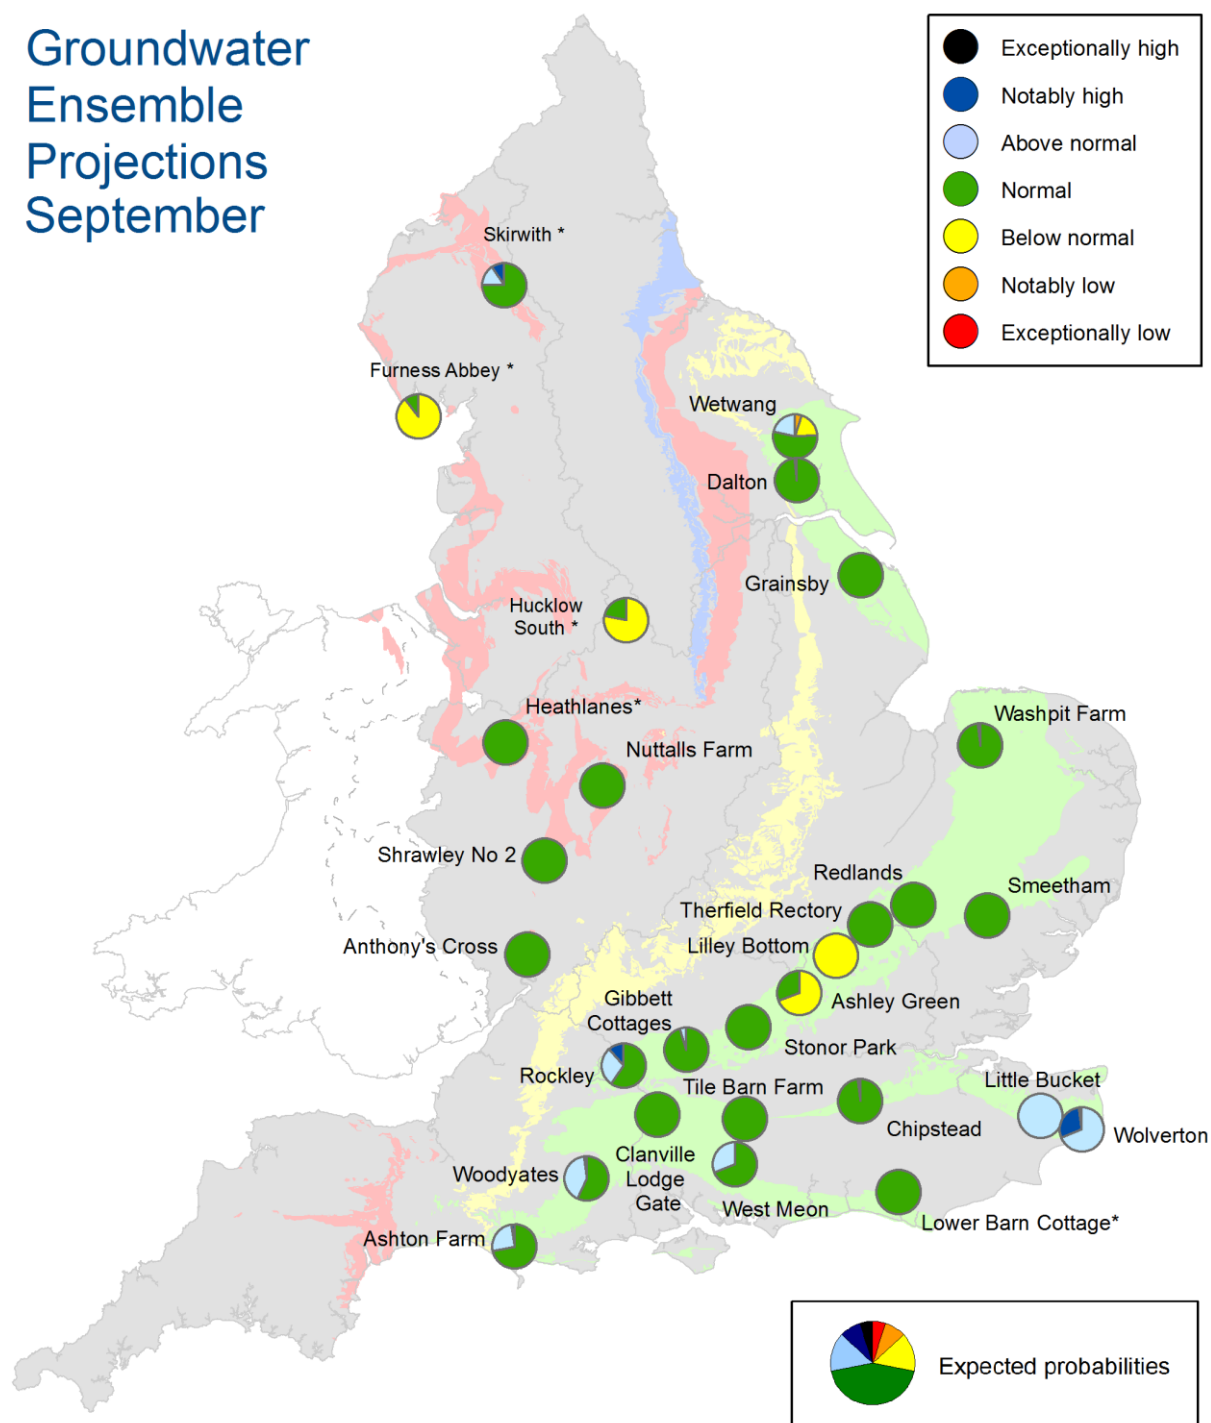 Groundwater
Ensemble
Projections
September
Exceptionally high
Notably high
Above normal
Normal
Below normal
Notably low
Exceptionally low
Skirwith *
Furness Abbey *
Wetwang
Dalton
Grainsby
Hucklow
South *
Heathlanes*
Nuttalls Farm
Washpit Farm
Shrawley No 2
Redlands
Smeetham
Therfield Rectory
Anthony's Cross
Lilley Bottom
Ashley Green
Gibbett
Cottages
Stonor Park
Rockley
Tile Barn Farm
Little Bucket
Chipstead
Wolverton
Clanville
Lodge
Gate
Woodyates
West Meon
Lower Barn Cottage*
Ashton Farm
Expected probabilities